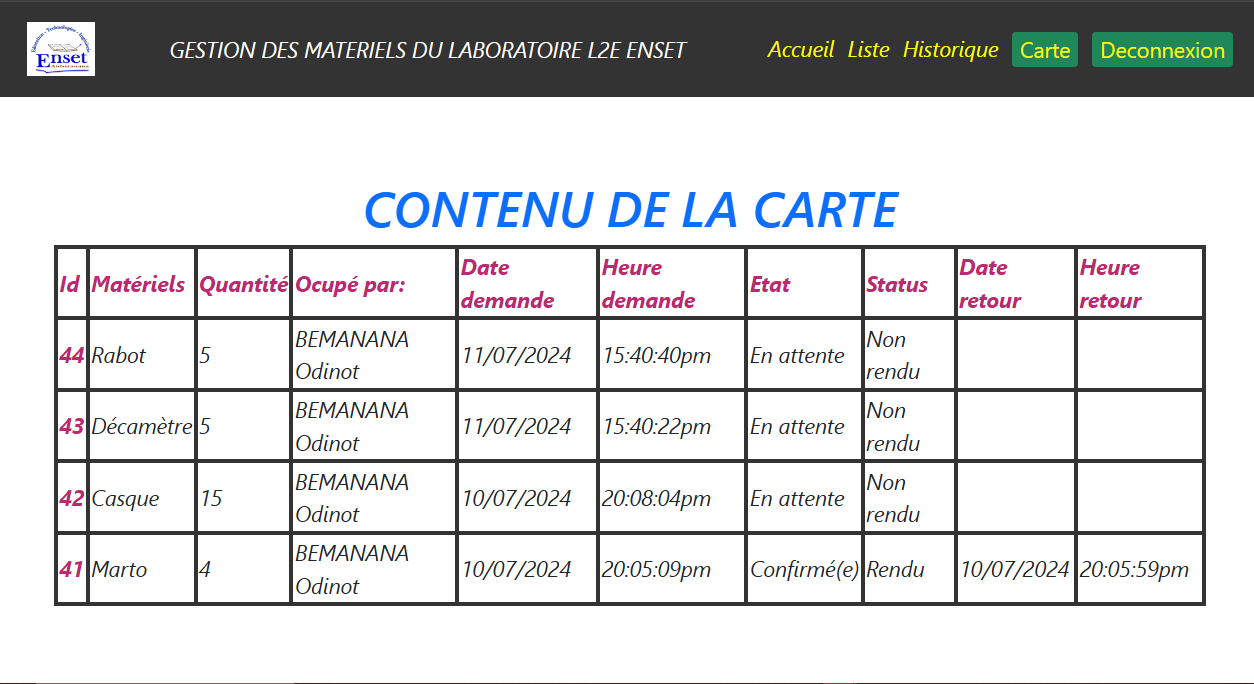 Enset
GESTION DES MATERIELS DU LABORATOIRE L2E ENSET
Accueil Liste Historique Carte Deconnexion
CONTENU DE LA CARTE
Id Matériels Quantité Ocupé par: Date demande Heure demande Etat Status Date retour Heure retour
44 Rabot 5 BEMANANA Odinot 11/07/2024 15:40:40pm En attente Non rendu
43 Décamètre 5 BEMANANA Odinot 11/07/2024 15:40:22pm En attente Non rendu
42 Casque 15 BEMANANA Odinot 10/07/2024 20:08:04pm En attente Non rendu
41 Marto 4 BEMANANA Odinot 10/07/2024 20:05:09pm Confirmé(e) Rendu 10/07/2024 20:05:59pm